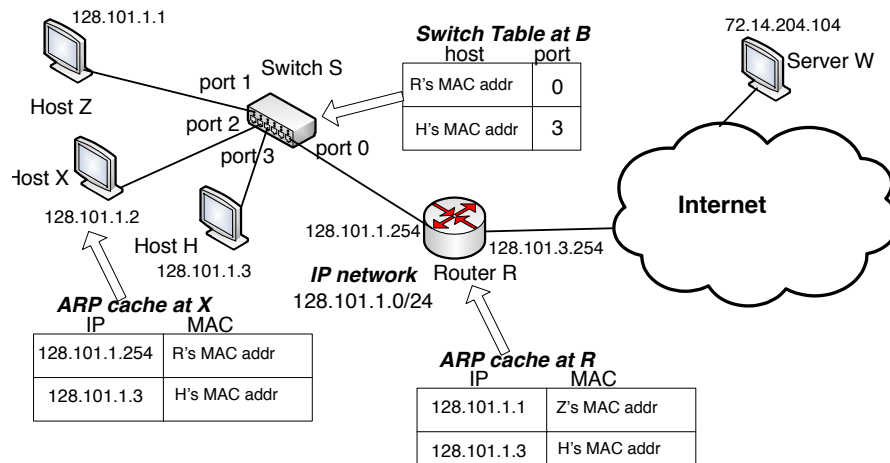 128.101.1.1
Host Z
port 1
Switch S
port 2
port 3
port 0
Host X
128.101.1.2
Host H
128.101.1.3
Switch Table at B
host port
R's MAC addr 0
H's MAC addr 3
72.14.204.104
Server W
Internet
128.101.1.254
128.101.3.254
IP network
128.101.1.0/24
Router R
ARP cache at X
IP MAC
128.101.1.254 R's MAC addr
128.101.1.3 H's MAC addr
ARP cache at R
IP MAC
128.101.1.1 Z's MAC addr
128.101.1.3 H's MAC addr